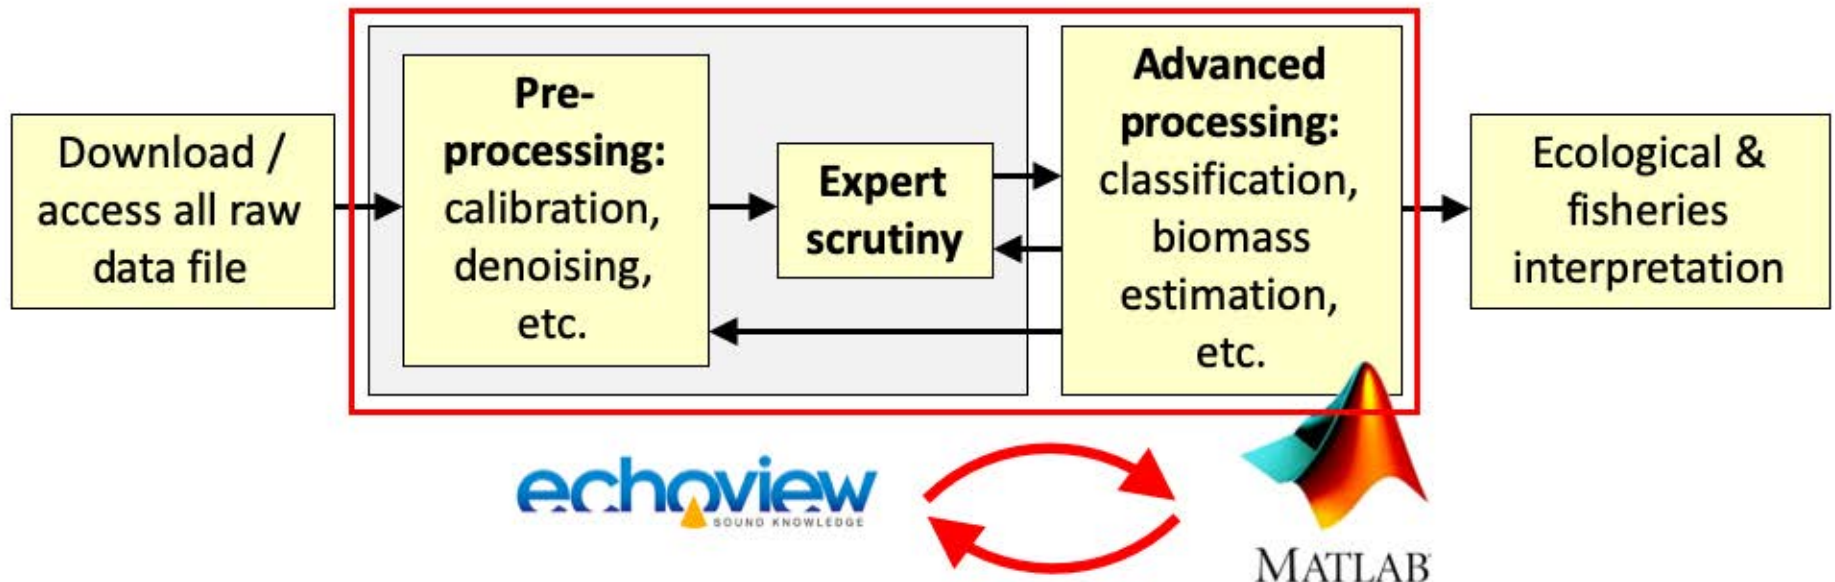 Download /
access all raw
data file
Pre-
processing:
calibration,
denoising,
etc.
Expert
scrutiny
Advanced
processing:
classification,
biomass
estimation,
etc.
Ecological &
fisheries
interpretation
echoview
SOUND KNOWLEDGE
MATLAB